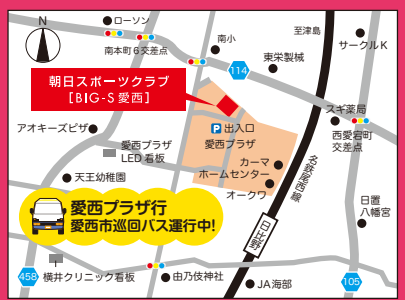 N
ローソン
南本町6交差点
南小
至津島
サークルK
東栄製械
114
朝日スポーツクラブ
［BIG-S 愛西］
スギ薬局
西愛宕町
交差点
アオキーズピザ
P 出入口
愛西プラザ
愛西プラザ
LED 看板
カーマ
ホームセンター
オークワ
名鉄尾西線
天王幼稚園
愛西プラザ行
愛西市巡回バス運行中!
日比野
日置
八幡宮
458
横井クリニック看板
由乃伎神社
JA海部
105